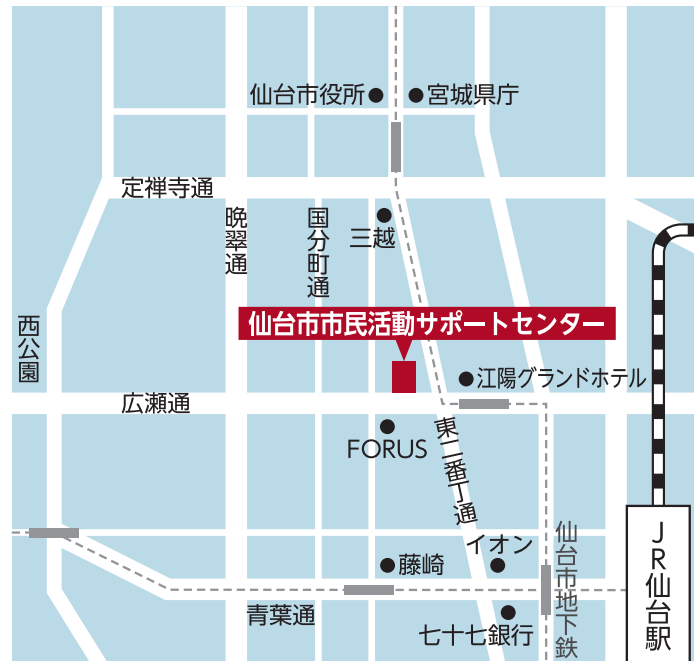 仙台市役所
宮城県庁
定禅寺通
晩翠通
国分町通
三越
仙台市市民活動サポートセンター
西公園
江陽グランドホテル
広瀬通
FORUS
東二番丁通
イオン
藤崎
仙台市地下鉄
JR仙台駅
青葉通
七十七銀行